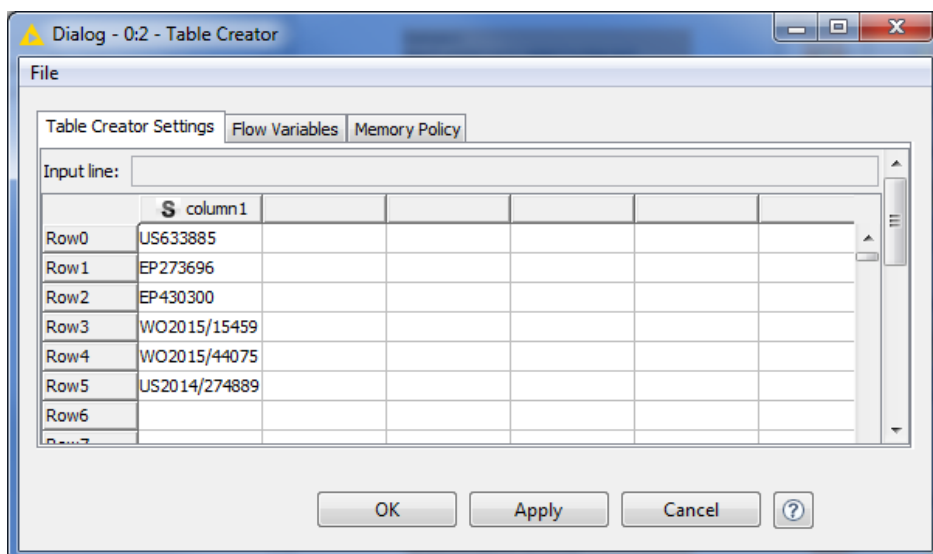 Dialog - 0:2 - Table Creator
File
Table Creator Settings Flow Variables Memory Policy
Input line:
S column1
Row0 US633885
Row1 EP273696
Row2 EP430300
Row3 WO2015/15459
Row4 WO2015/44075
Row5 US2014/274889
Row6
Row7
OK Apply Cancel ?